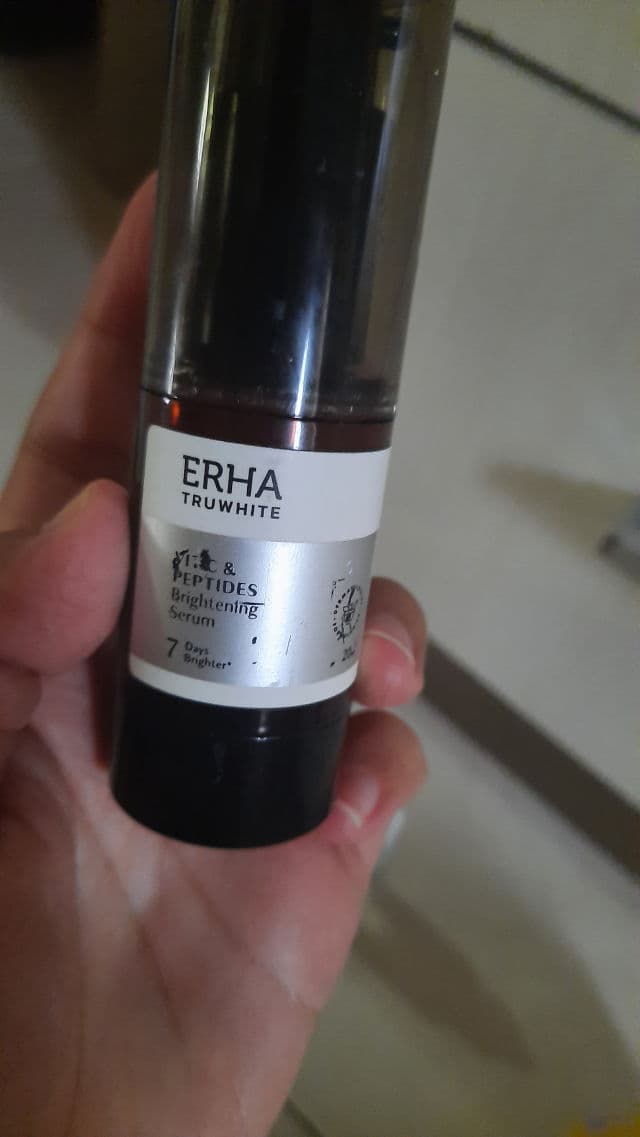 ERHA
TRUWHITE
&
PEPTIDES
Brightening
Serum
7 Days
Brighter*